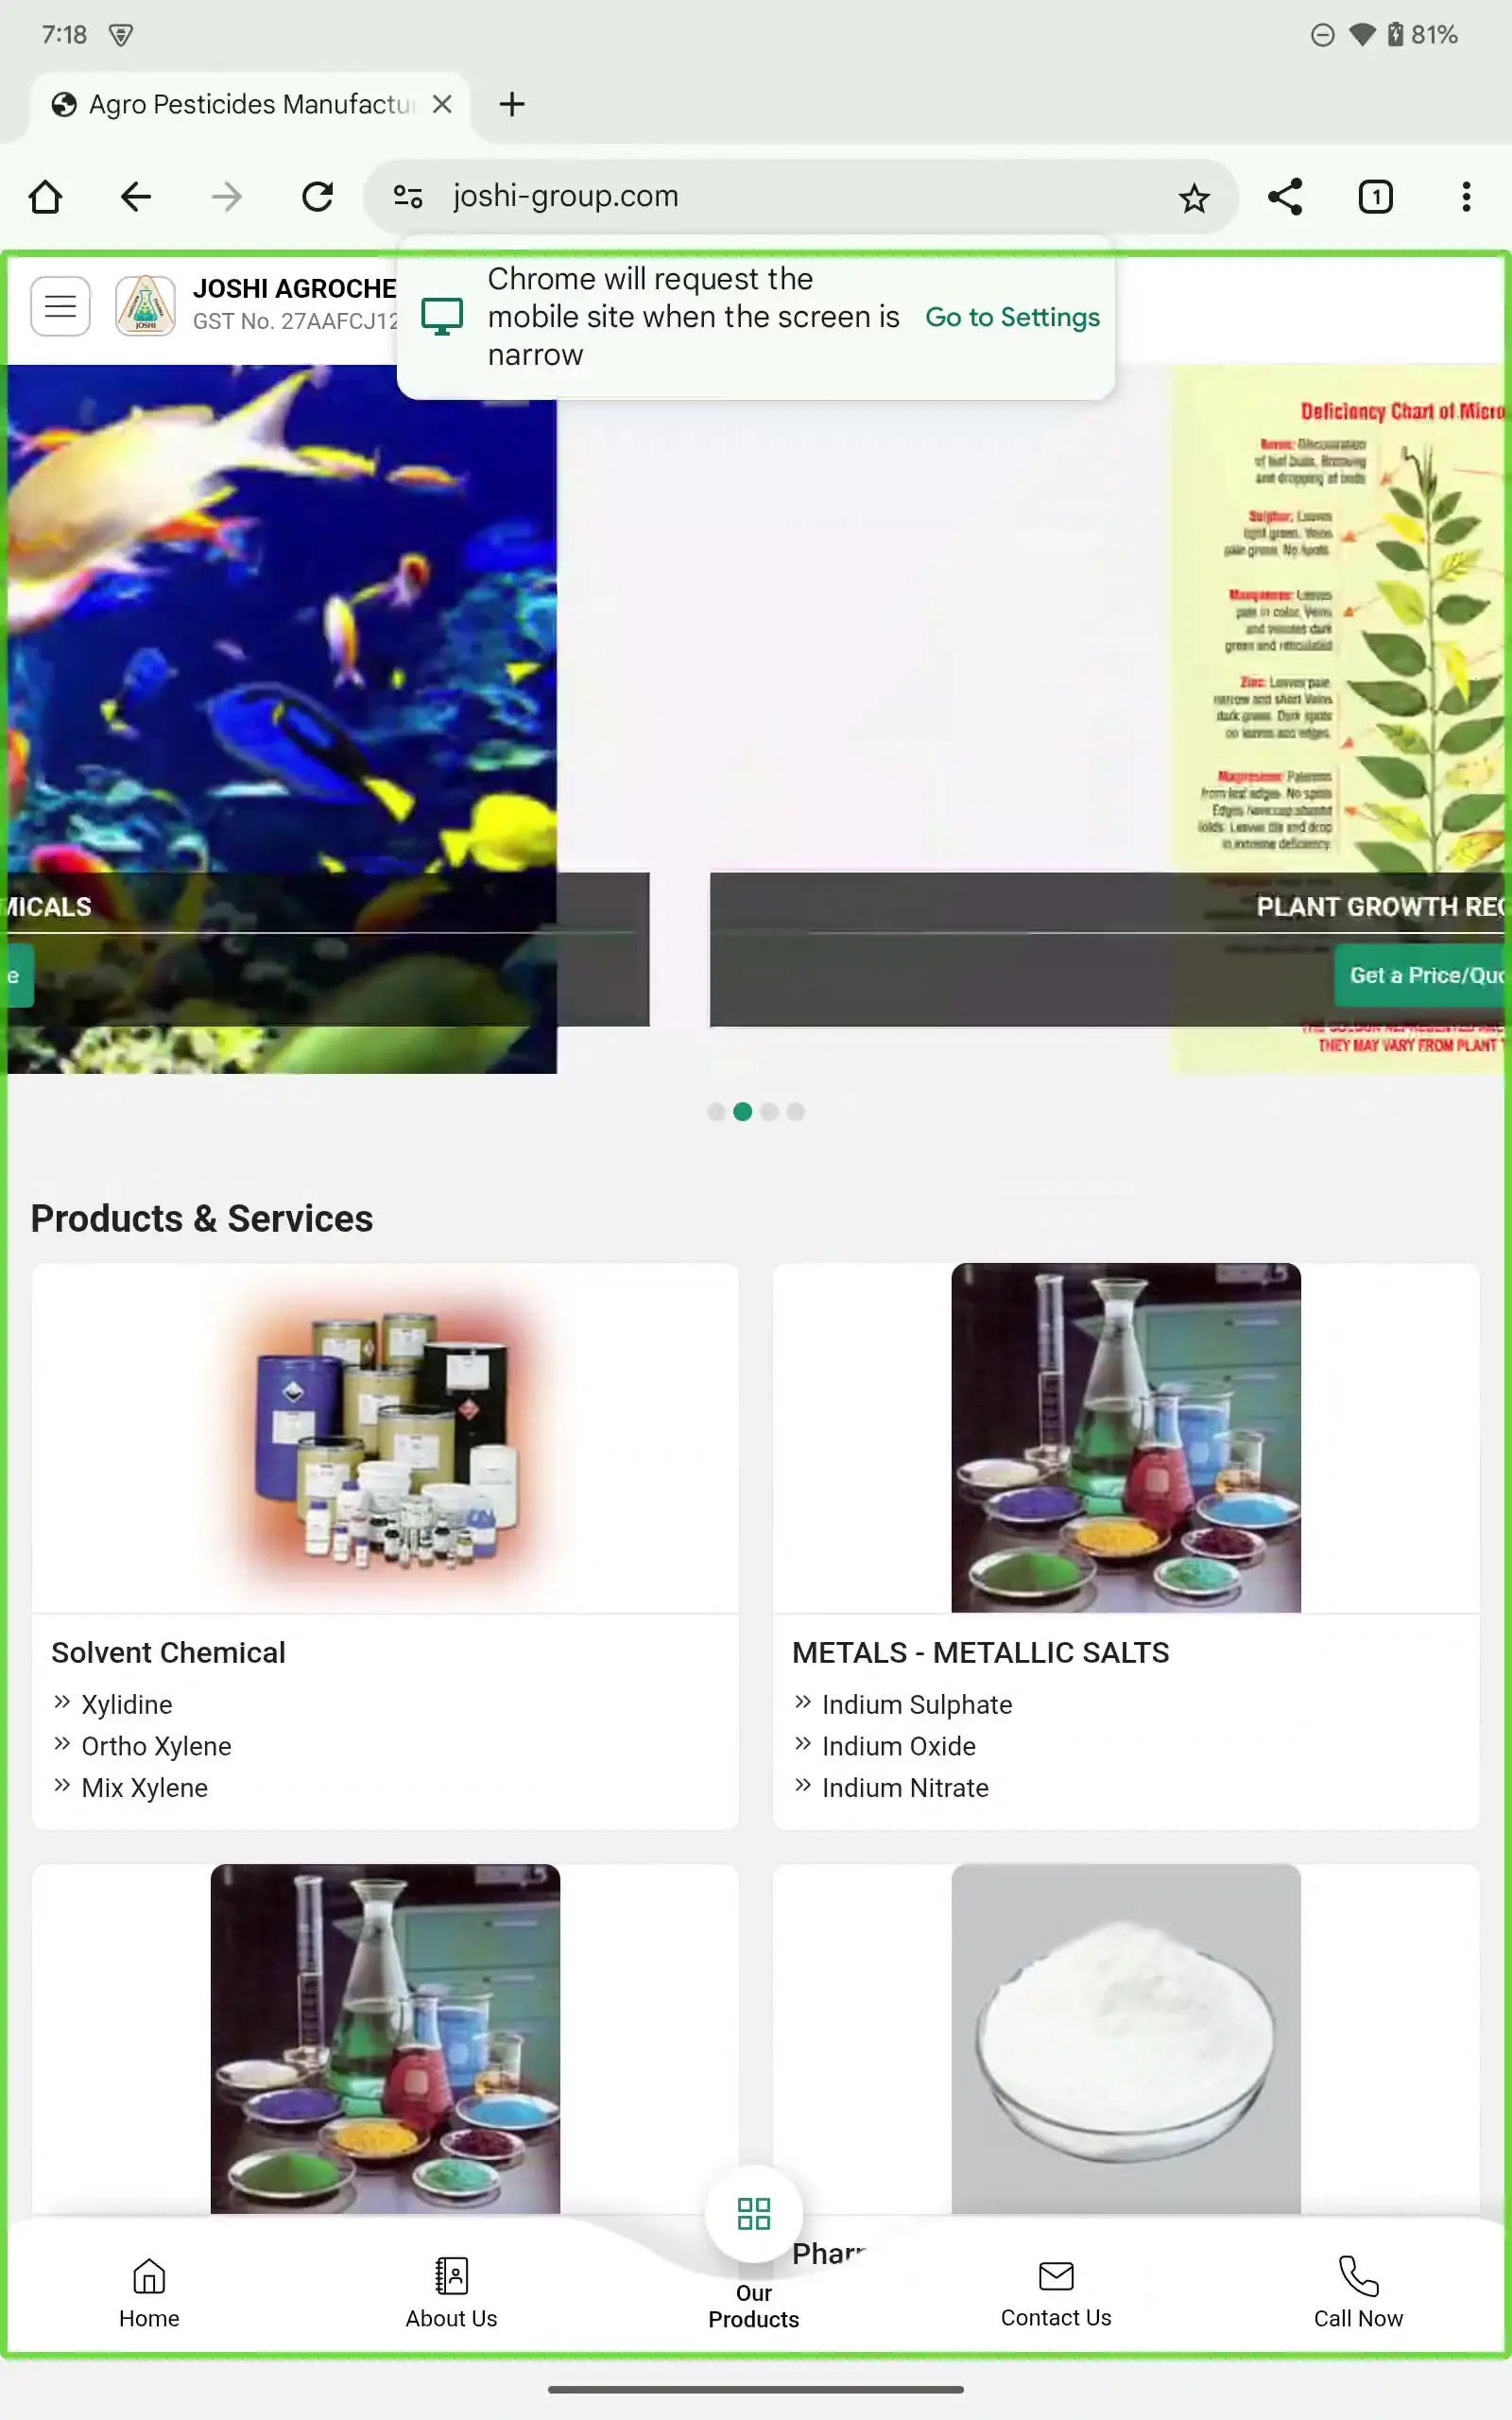 7:18
81%
Agro Pesticides Manufactu
joshi-group.com
1
JOSHI AGROCHE
GST No. 27AAFCJ12
Chrome will request the
mobile site when the screen is
narrow
Go to Settings
JOSHI
Deficiency Chart of Micro
Boron: Discouration
of leaf buds. Breaking
and dropping of buds
Sulphur: Leaves
light green. Veins
pale green. No spots.
Manganese: Leaves
pale in color. Veins
and venules dark
green and reticulated
Zinc: Leaves pale,
narrow and short Veins
dark green. Dark spots
on leaves and edges.
Magnesium: Paleness
from leaf edges. No spots
Edges have cup shaped
folds. Leaves die and drop
in extreme deficiency.
MICALS
PLANT GROWTH REG
e
Get a Price/Quo
THEY MAY VARY FROM PLANT T
Products & Services
Solvent Chemical
Xylidine
Ortho Xylene
Mix Xylene
METALS - METALLIC SALTS
Indium Sulphate
Indium Oxide
Indium Nitrate
Phar
Home
About Us
Our
Products
Contact Us
Call Now